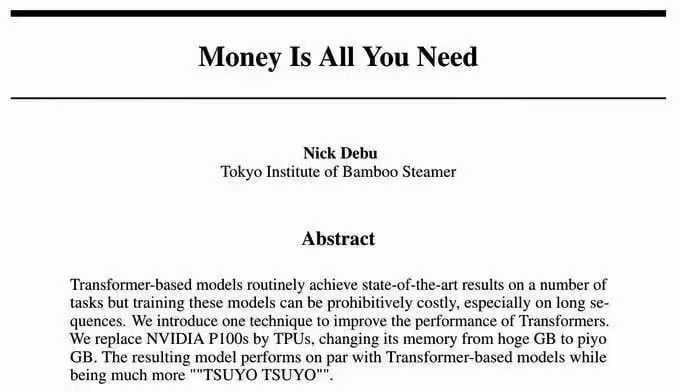 Money Is All You Need
Nick Debu
Tokyo Institute of Bamboo Steamer
Abstract
Transformer-based models routinely achieve state-of-the-art results on a number of
tasks but training these models can be prohibitively costly, especially on long se-
quences. We introduce one technique to improve the performance of Transformers.
We replace NVIDIA P100s by TPUs, changing its memory from hoge GB to piyo
GB. The resulting model performs on par with Transformer-based models while
being much more ""TSUYO TSUYO"".